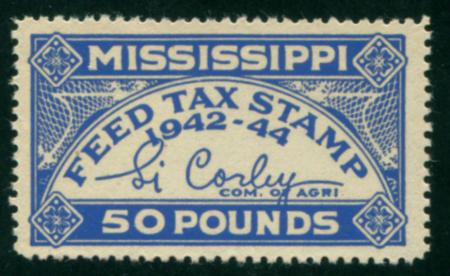 MISSISSIPPI
FEED TAX STAMP
1942-44
Si Corley
COM. OF AGRI
50 POUNDS